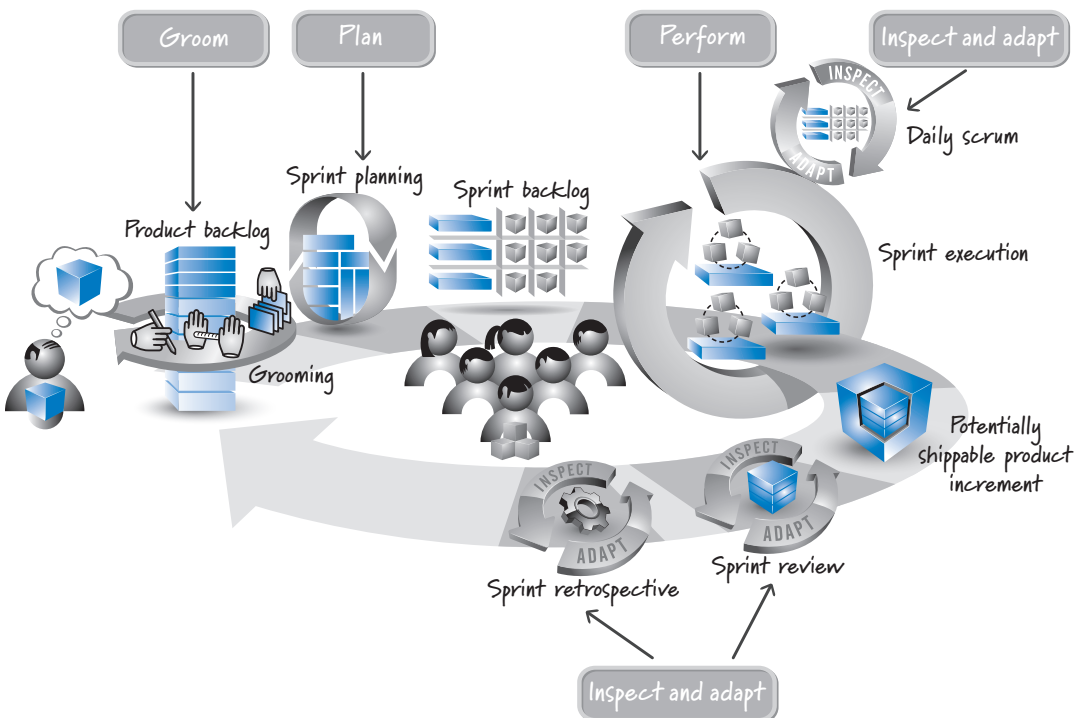 Groom
Plan
Perform
Inspect and adapt
INSPECT
ADAPT
Daily scrum
Sprint planning
Sprint backlog
Product backlog
Sprint execution
Grooming
Potentially
shippable product
increment
INSPECT
ADAPT
Sprint review
INSPECT
ADAPT
Sprint retrospective
Inspect and adapt